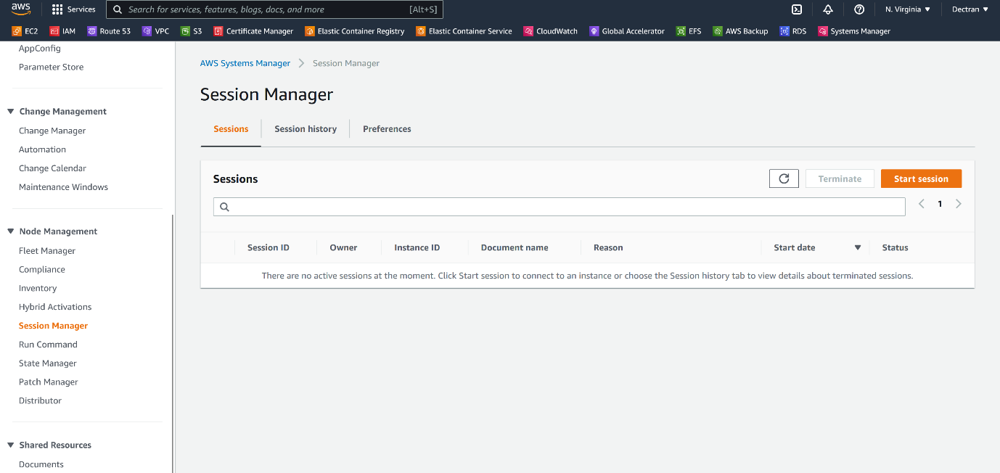 aws
Services
Search for services, features, blogs, docs, and more
[Alt+S]
N. Virginia
Dectran
EC2
IAM
Route 53
VPC
S3
Certificate Manager
Elastic Container Registry
Elastic Container Service
CloudWatch
Global Accelerator
EFS
AWS Backup
RDS
Systems Manager
AppConfig
Parameter Store
Change Management
Change Manager
Automation
Change Calendar
Maintenance Windows
Node Management
Fleet Manager
Compliance
Inventory
Hybrid Activations
Session Manager
Run Command
State Manager
Patch Manager
Distributor
Shared Resources
Documents
AWS Systems Manager
Session Manager
Session Manager
Sessions
Session history
Preferences
Sessions
Terminate
Start session
1
Session ID
Owner
Instance ID
Document name
Reason
Start date
Status
There are no active sessions at the moment. Click Start session to connect to an instance or choose the Session history tab to view details about terminated sessions.